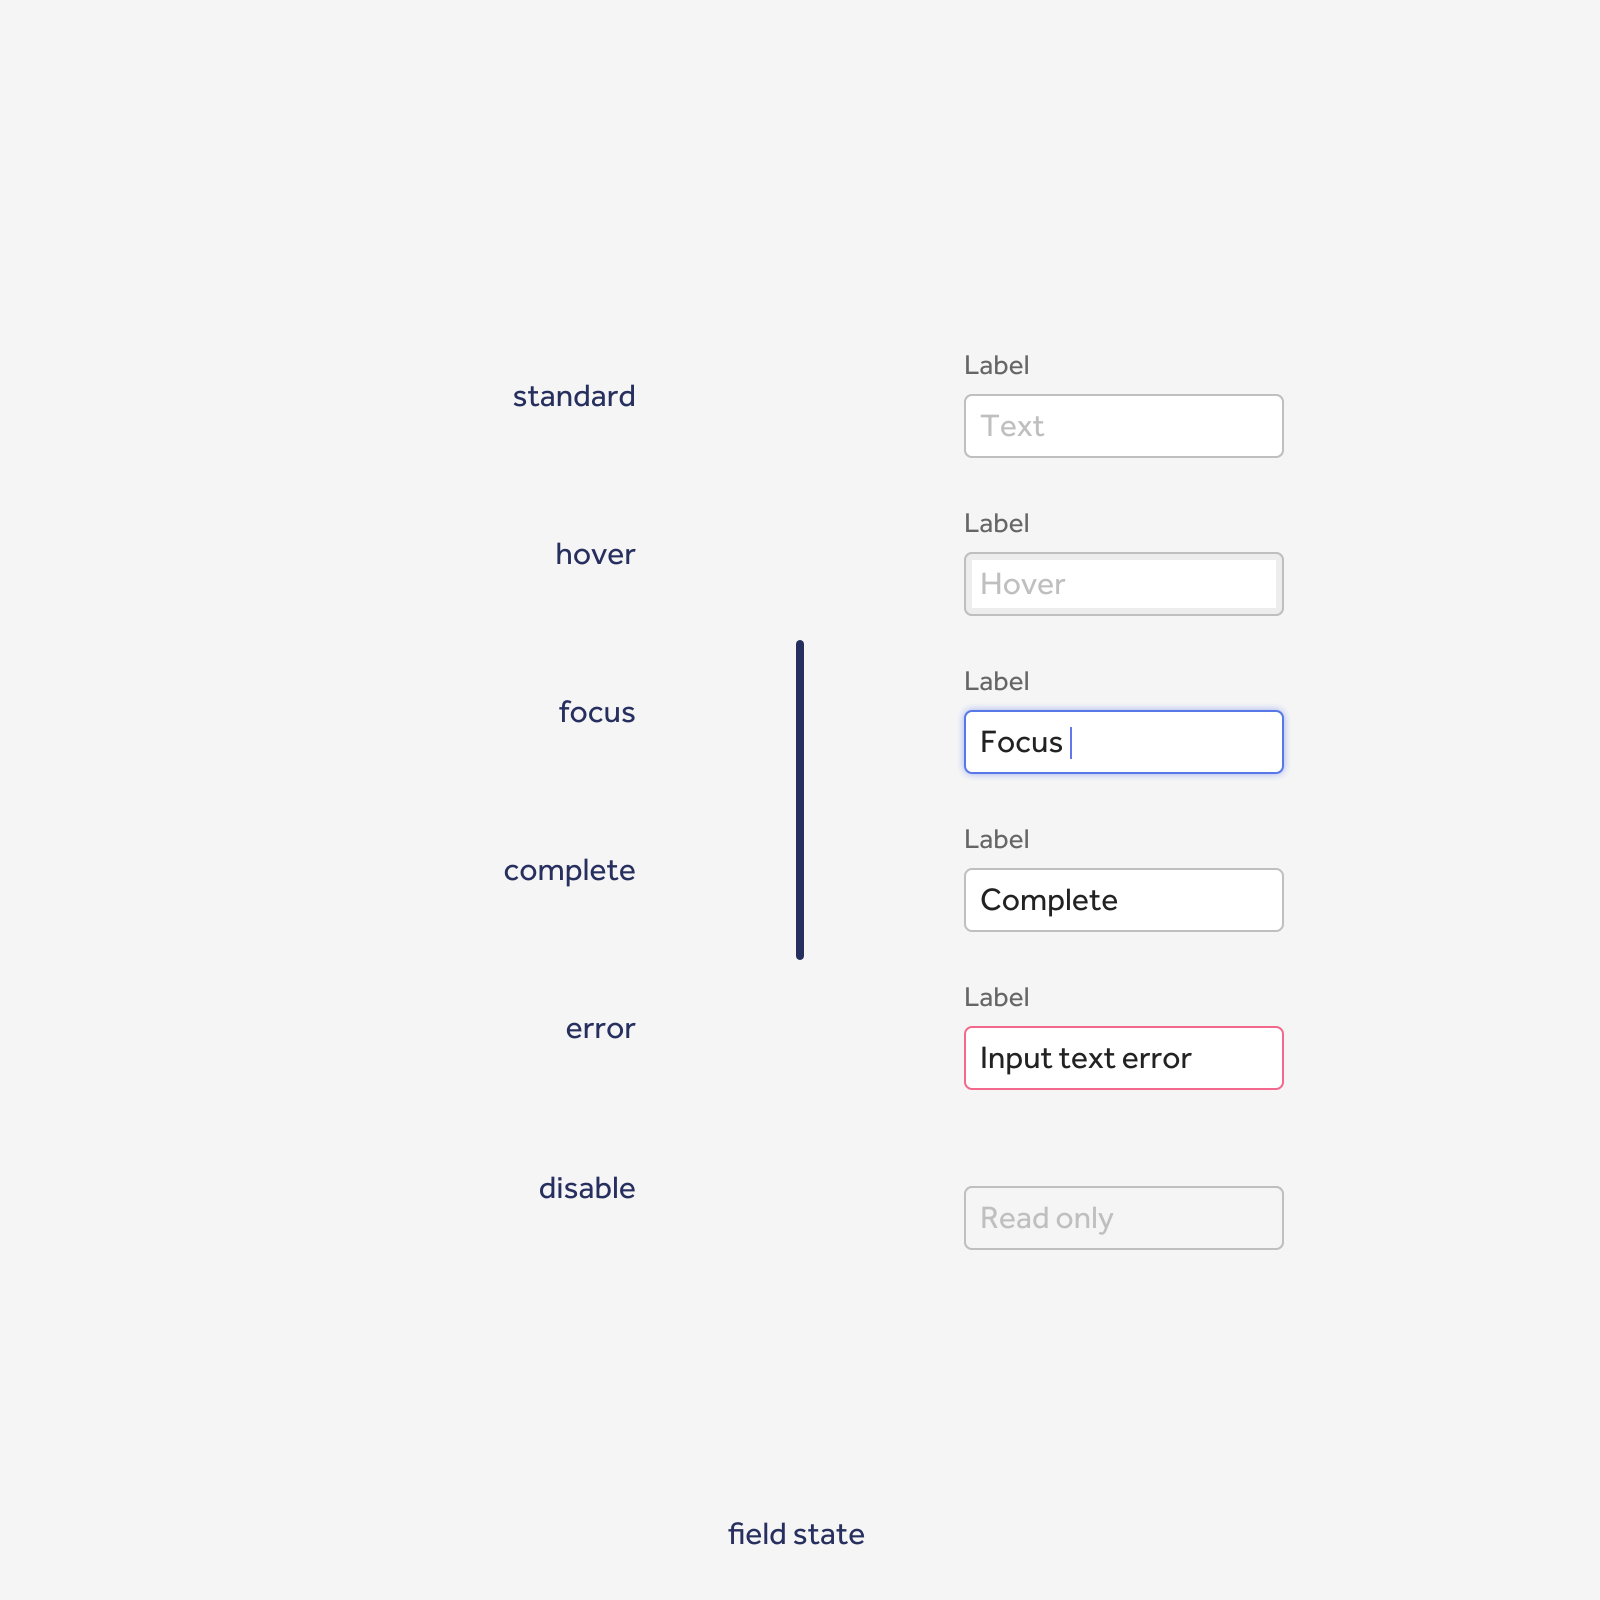 standard
Label
Text
hover
Label
Hover
focus
Label
Focus
complete
Label
Complete
error
Label
Input text error
disable
Read only
field state